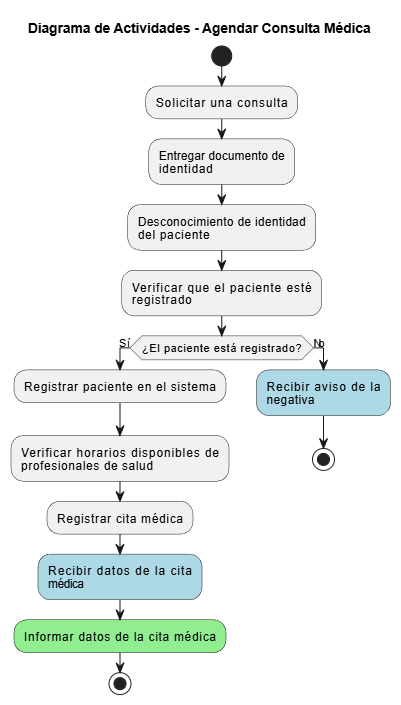 Diagrama de Actividades - Agendar Consulta Médica
Solicitar una consulta
Entregar documento de
identidad
Desconocimiento de identidad
del paciente
Verificar que el paciente esté
registrado
¿El paciente está registrado?
Sí
No
Registrar paciente en el sistema
Recibir aviso de la
negativa
Verificar horarios disponibles de
profesionales de salud
Registrar cita médica
Recibir datos de la cita
médica
Informar datos de la cita médica